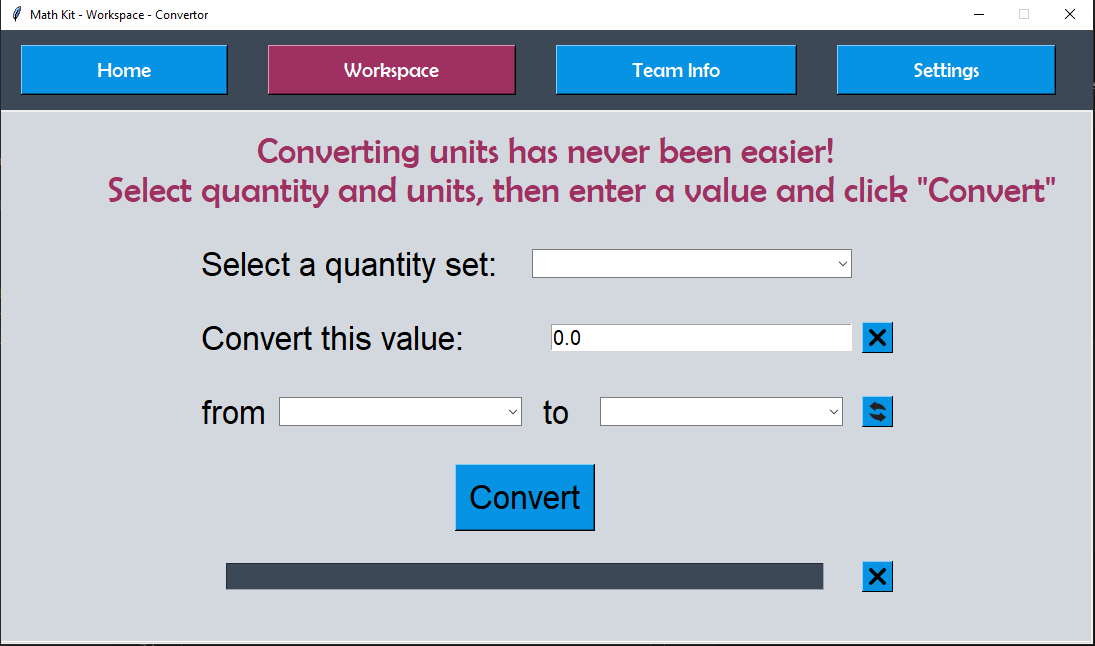 Math Kit - Workspace - Convertor
Home Workspace Team Info Settings
Converting units has never been easier!
Select quantity and units, then enter a value and click "Convert"
Select a quantity set:
Convert this value: 0.0
from to
Convert